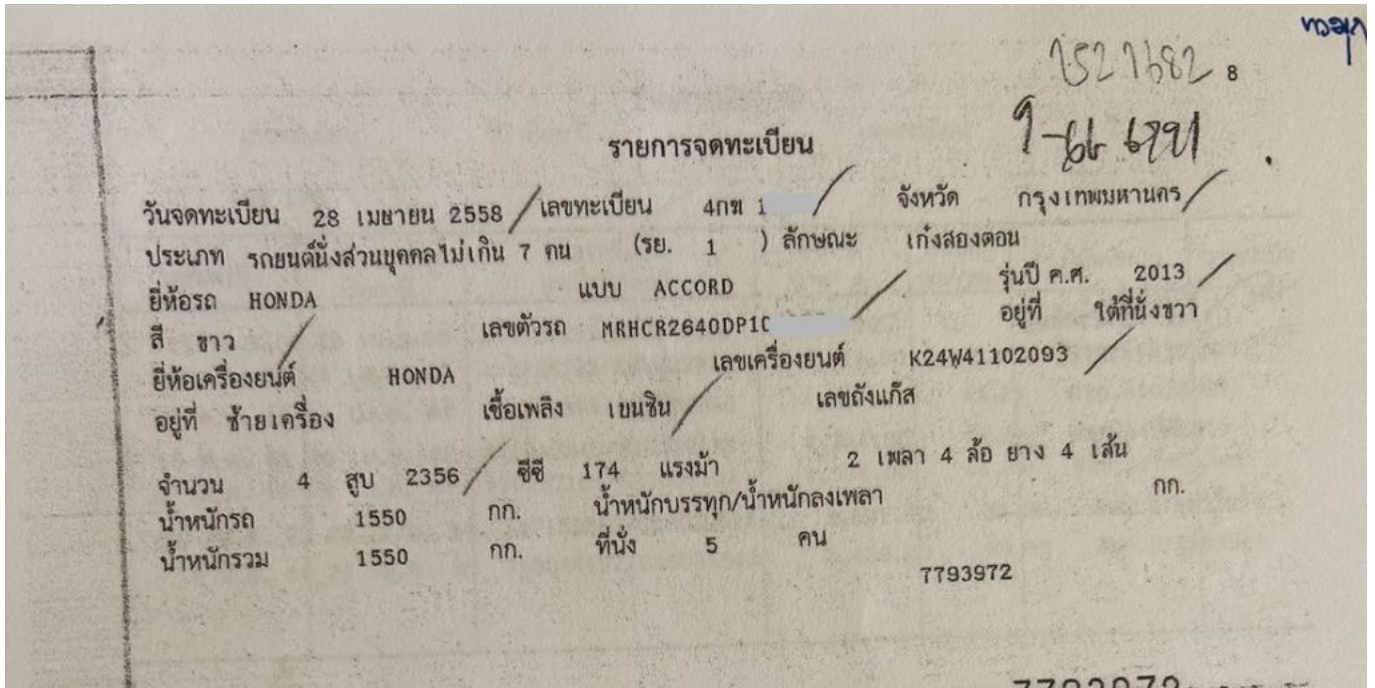 8
รายการจดทะเบียน
วันจดทะเบียน 28 เมษายน 2558 เลขทะเบียน 4กฆ 1 จังหวัด กรุงเทพมหานคร
ประเภท รถยนต์นั่งส่วนบุคคลไม่เกิน 7 คน (รย. 1 ) ลักษณะ เก๋งสองตอน
ยี่ห้อรถ HONDA แบบ ACCORD รุ่นปี ค.ศ. 2013
สี ขาว เลขตัวรถ MRHCR2640DP10 อยู่ที่ ใต้ที่นั่งขวา
ยี่ห้อเครื่องยนต์ HONDA เลขเครื่องยนต์ K24W41102093
อยู่ที่ ซ้ายเครื่อง เชื้อเพลิง เบนซิน เลขถังแก๊ส
จำนวน 4 สูบ 2356 ซีซี 174 แรงม้า 2 เพลา 4 ล้อ ยาง 4 เส้น
น้ำหนักรถ 1550 กก. น้ำหนักบรรทุก/น้ำหนักลงเพลา กก.
น้ำหนักรวม 1550 กก. ที่นั่ง 5 คน
7793972